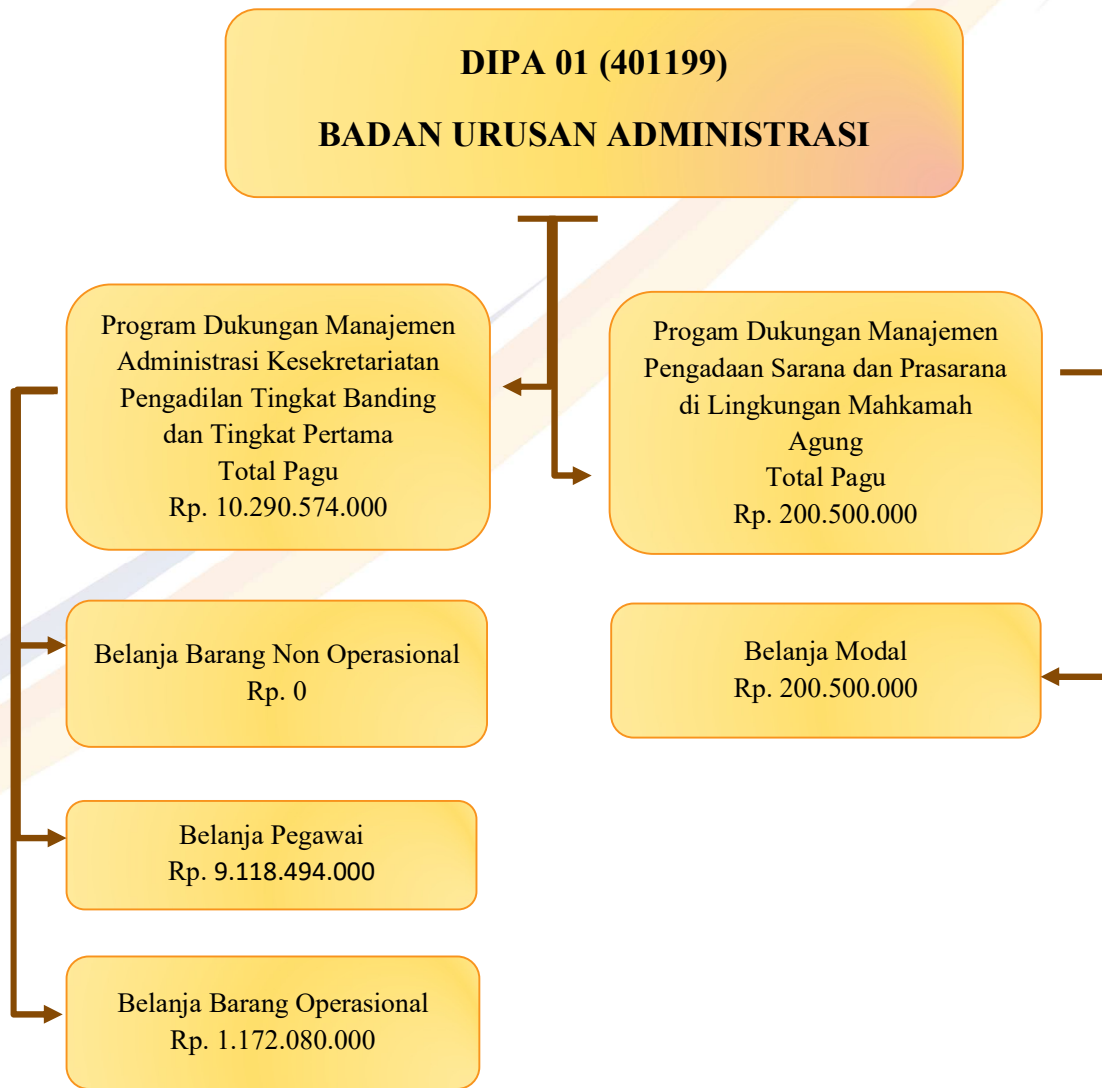 DIPA 01 (401199)
BADAN URUSAN ADMINISTRASI
Program Dukungan Manajemen
Administrasi Kesekretariatan
Pengadilan Tingkat Banding
dan Tingkat Pertama
Total Pagu
Rp. 10.290.574.000
Progam Dukungan Manajemen
Pengadaan Sarana dan Prasarana
di Lingkungan Mahkamah
Agung
Total Pagu
Rp. 200.500.000
Belanja Barang Non Operasional
Rp. 0
Belanja Modal
Rp. 200.500.000
Belanja Pegawai
Rp. 9.118.494.000
Belanja Barang Operasional
Rp. 1.172.080.000